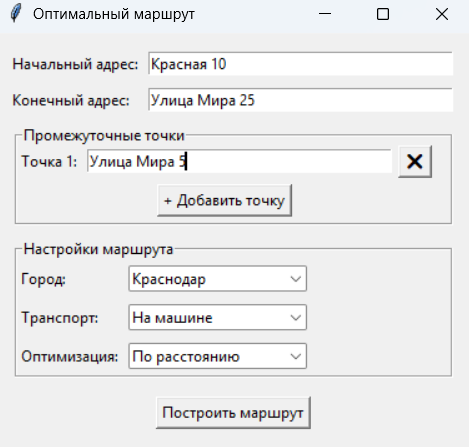 Оптимальный маршрут
Начальный адрес: Красная 10
Конечный адрес: Улица Мира 25
Промежуточные точки
Точка 1: Улица Мира 5
+ Добавить точку
Настройки маршрута
Город: Краснодар
Транспорт: На машине
Оптимизация: По расстоянию
Построить маршрут